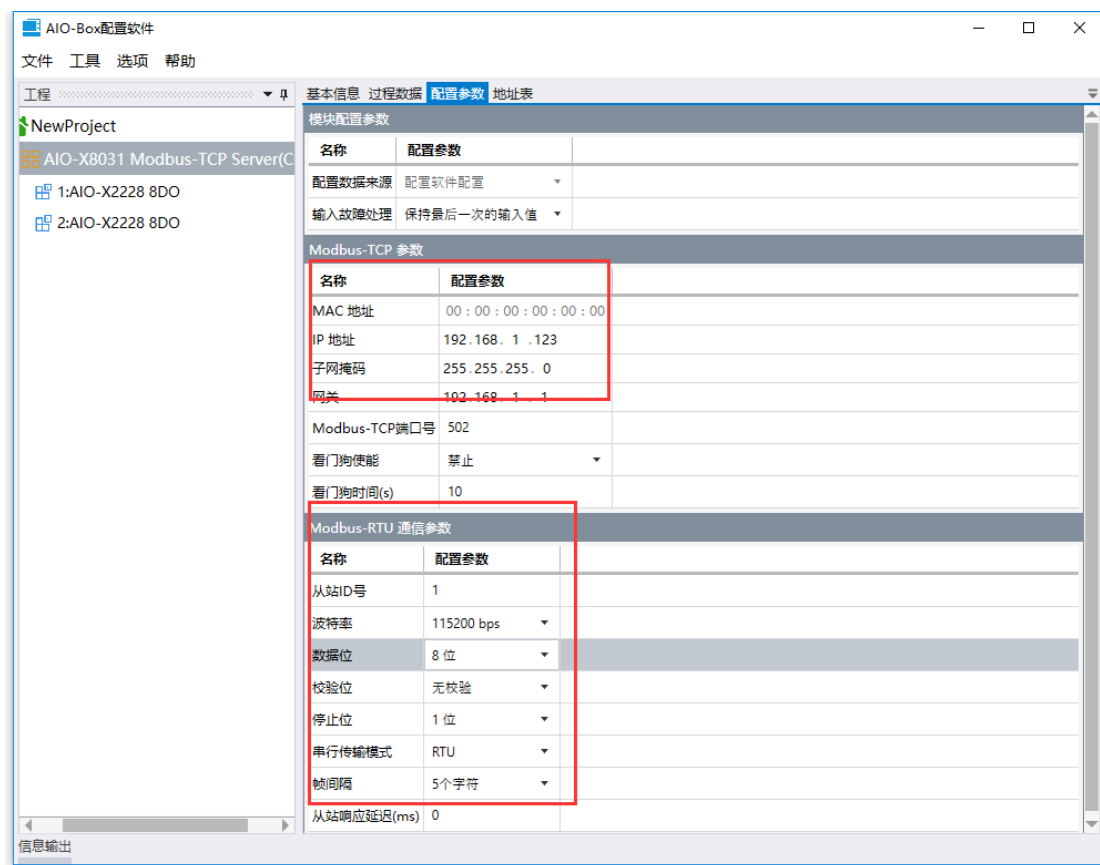 AIO-Box配置软件
文件 工具 选项 帮助
工程
NewProject
AIO-X8031 Modbus-TCP Server(C
1:AIO-X2228 8DO
2:AIO-X2228 8DO
基本信息 过程数据 配置参数 地址表
模块配置参数
名称 配置参数
配置数据来源 配置软件配置
输入故障处理 保持最后一次的输入值
Modbus-TCP 参数
名称 配置参数
MAC 地址 00 : 00 : 00 : 00 : 00 : 00
IP 地址 192.168. 1 .123
子网掩码 255.255.255. 0
网关 192.168. 1 . 1
Modbus-TCP端口号 502
看门狗使能 禁止
看门狗时间(s) 10
Modbus-RTU 通信参数
名称 配置参数
从站ID号 1
波特率 115200 bps
数据位 8 位
校验位 无校验
停止位 1 位
串行传输模式 RTU
帧间隔 5个字符
从站响应延迟(ms) 0
信息输出